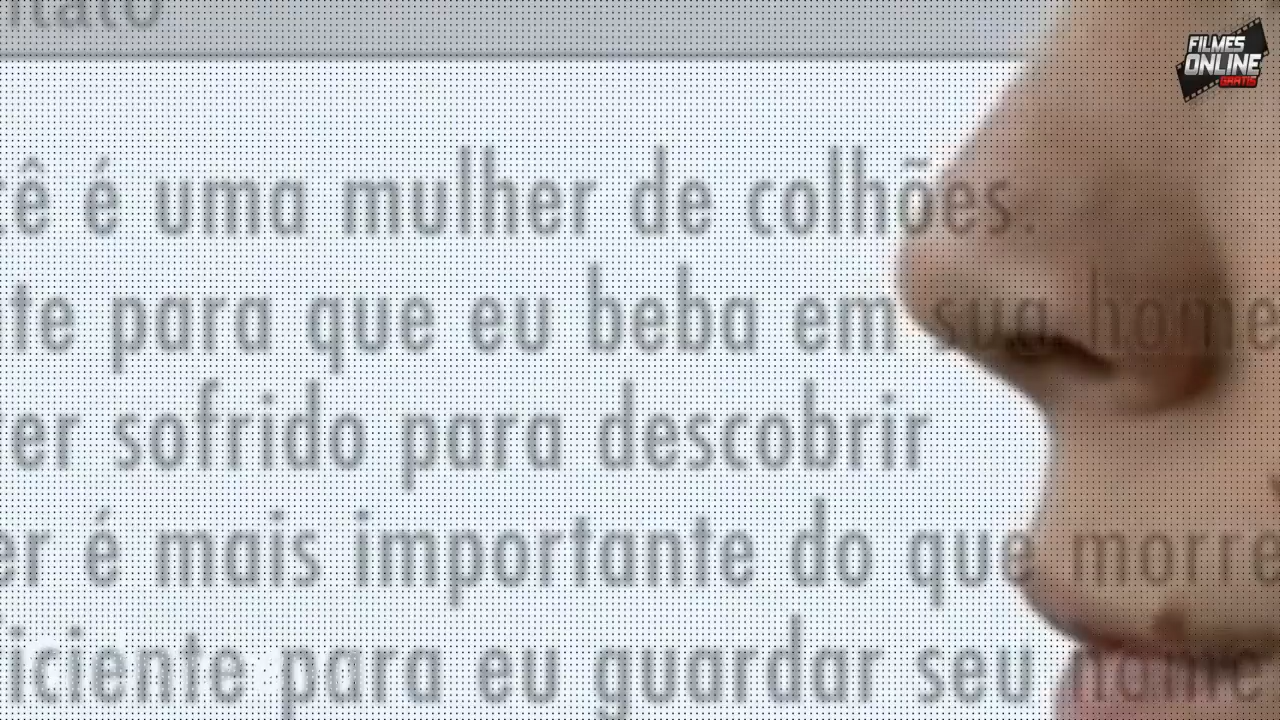 ntato
FILMES
ONLINE
GRÁTIS
cê é uma mulher de colhões.
te para que eu beba em sua home
er sofrido para descobrir
er é mais importante do que morre
iciente para eu guardar seu nome